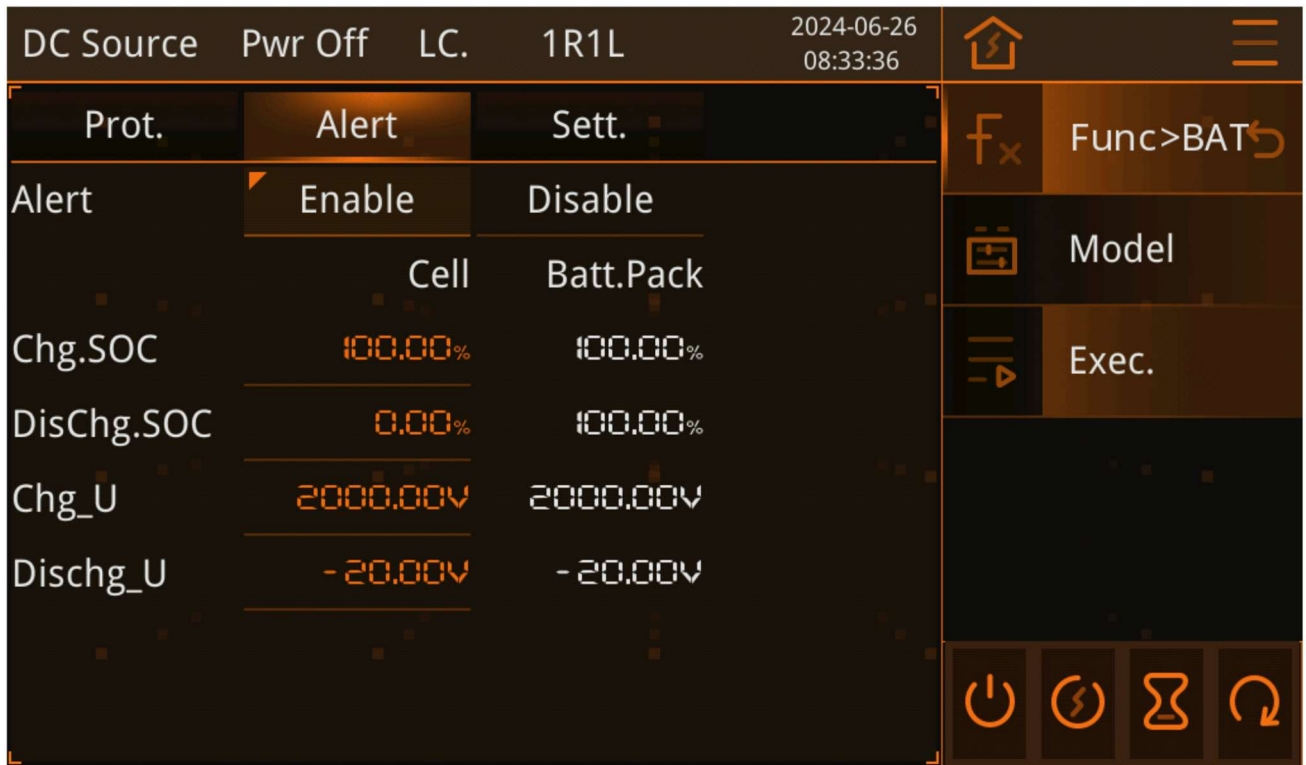 DC Source Pwr Off LC. 1R1L 2024-06-26
08:33:36
Prot. Alert Sett.
Func>BAT
Alert Enable Disable
Model
Cell Batt.Pack
Chg.SOC 100.00% 100.00%
Exec.
DisChg.SOC 0.00% 100.00%
Chg_U 2000.00V 2000.00V
Dischg_U -20.00V -20.00V